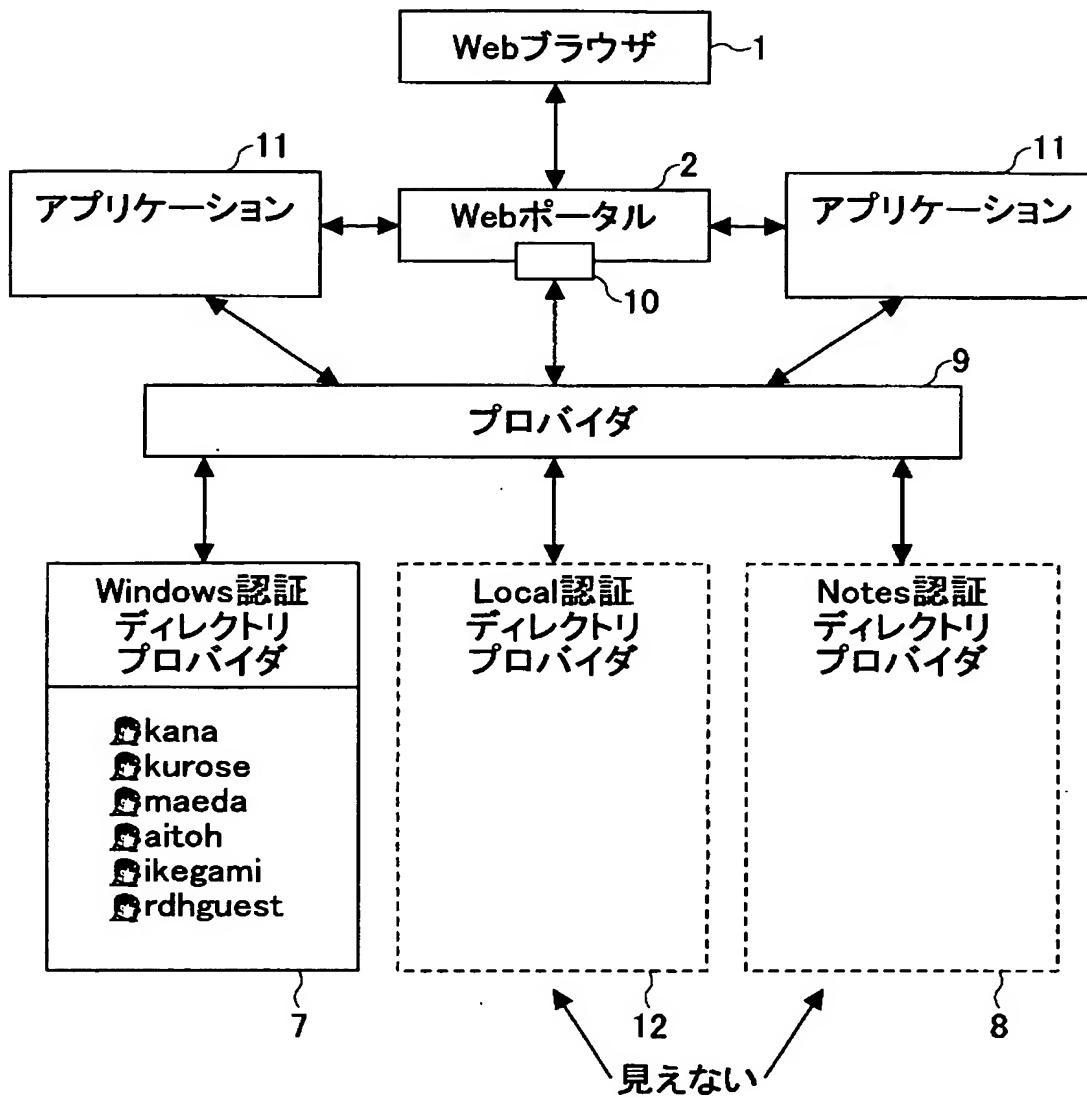 Webブラウザ
1
11
2
11
アプリケーション
Webポータル
アプリケーション
10
9
プロバイダ
Windows認証
ディレクトリ
プロバイダ
Local認証
ディレクトリ
プロバイダ
Notes認証
ディレクトリ
プロバイダ
kana
kurose
maeda
aitoh
ikegami
rdhguest
7
12
8
見えない